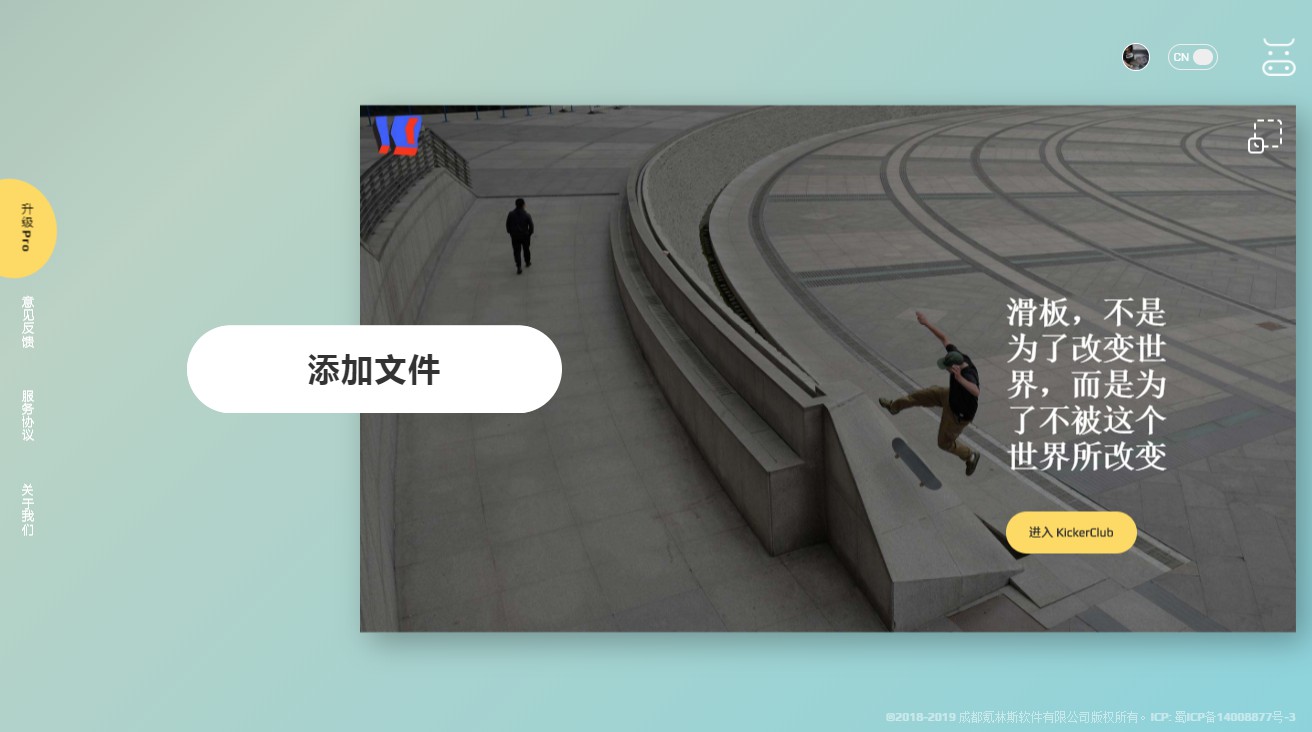 CN
升级 Pro
意见反馈
服务协议
关于我们
添加文件
滑板，不是
为了改变世
界，而是为
了不被这个
世界所改变
进入 KickerClub
©2018-2019 成都氪林斯软件有限公司版权所有。ICP: 蜀ICP备14008877号-3